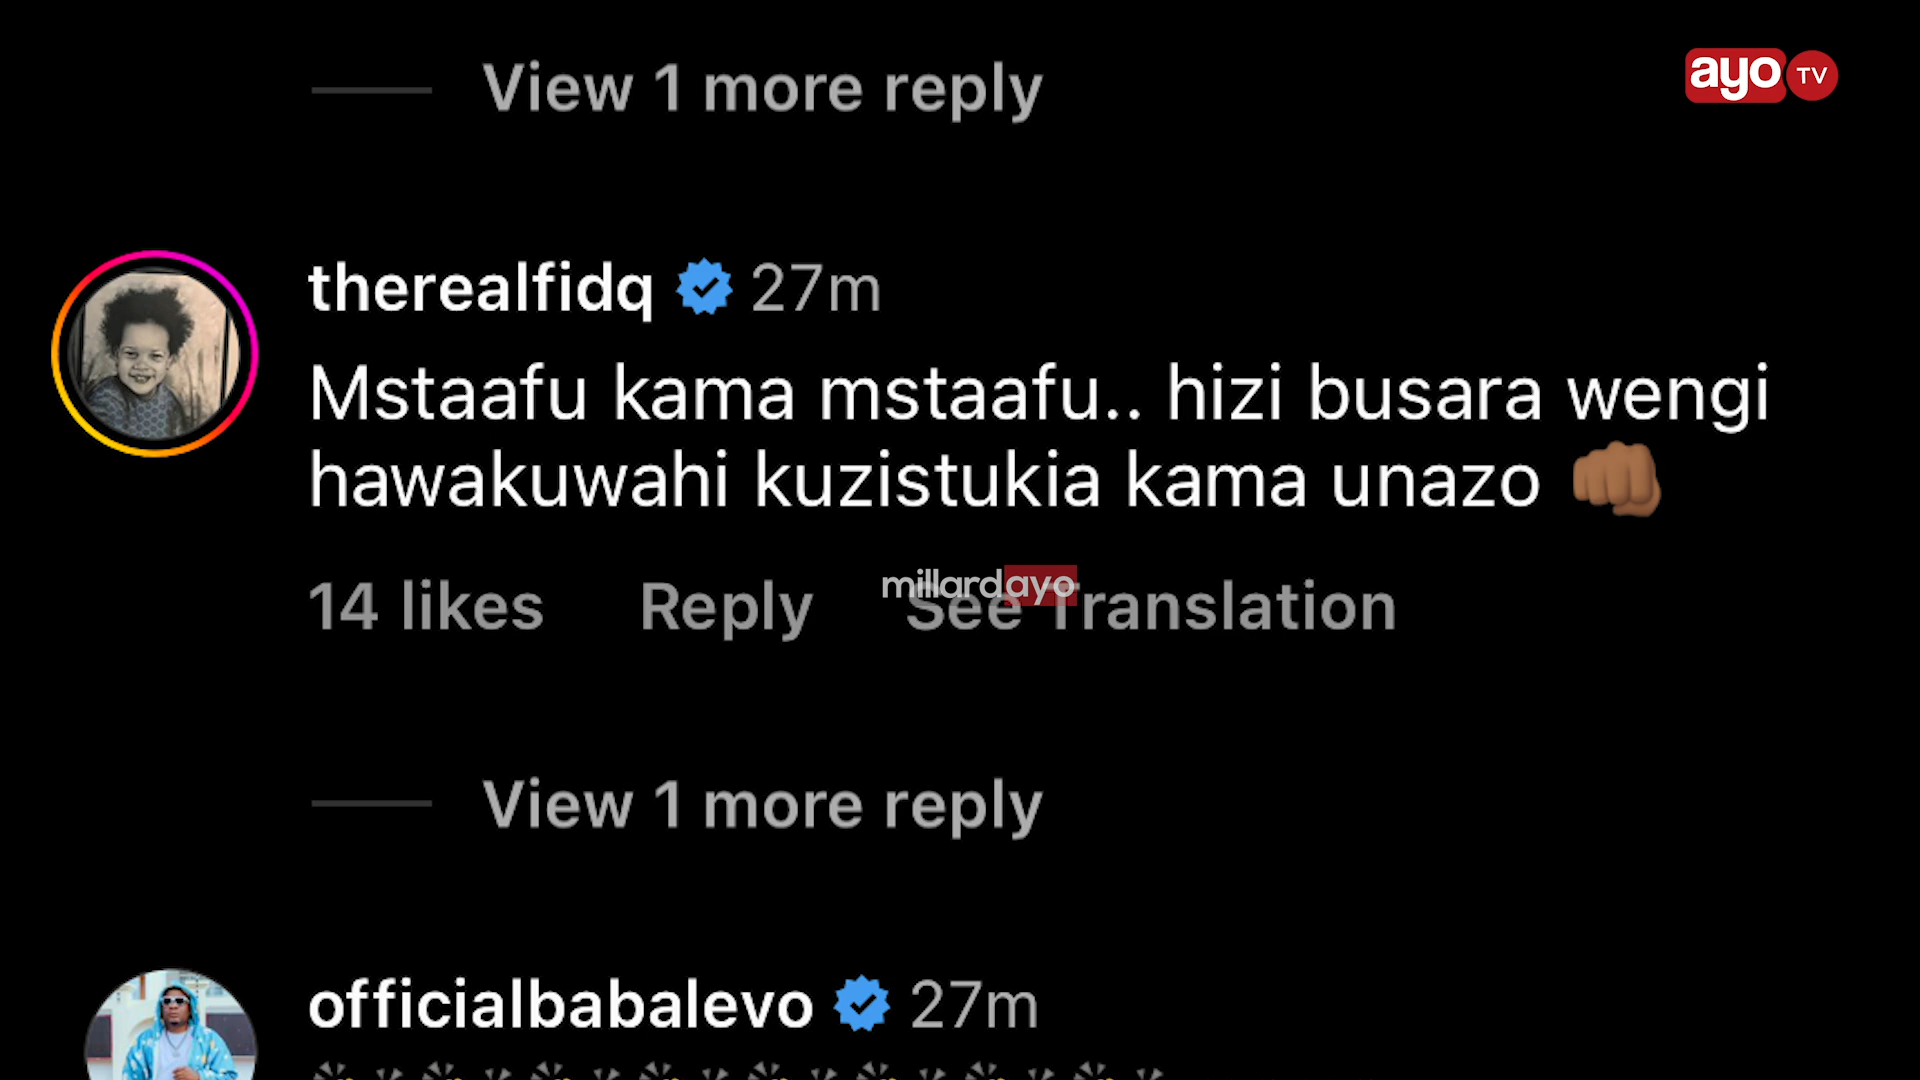 View 1 more reply
ayo TV
therealfidq 27m
Mstaafu kama mstaafu.. hizi busara wengi
hawakuwahi kuzistukia kama unazo 👊🏾
14 likes Reply See Translation
millardayo
View 1 more reply
officialbabalevo 27m